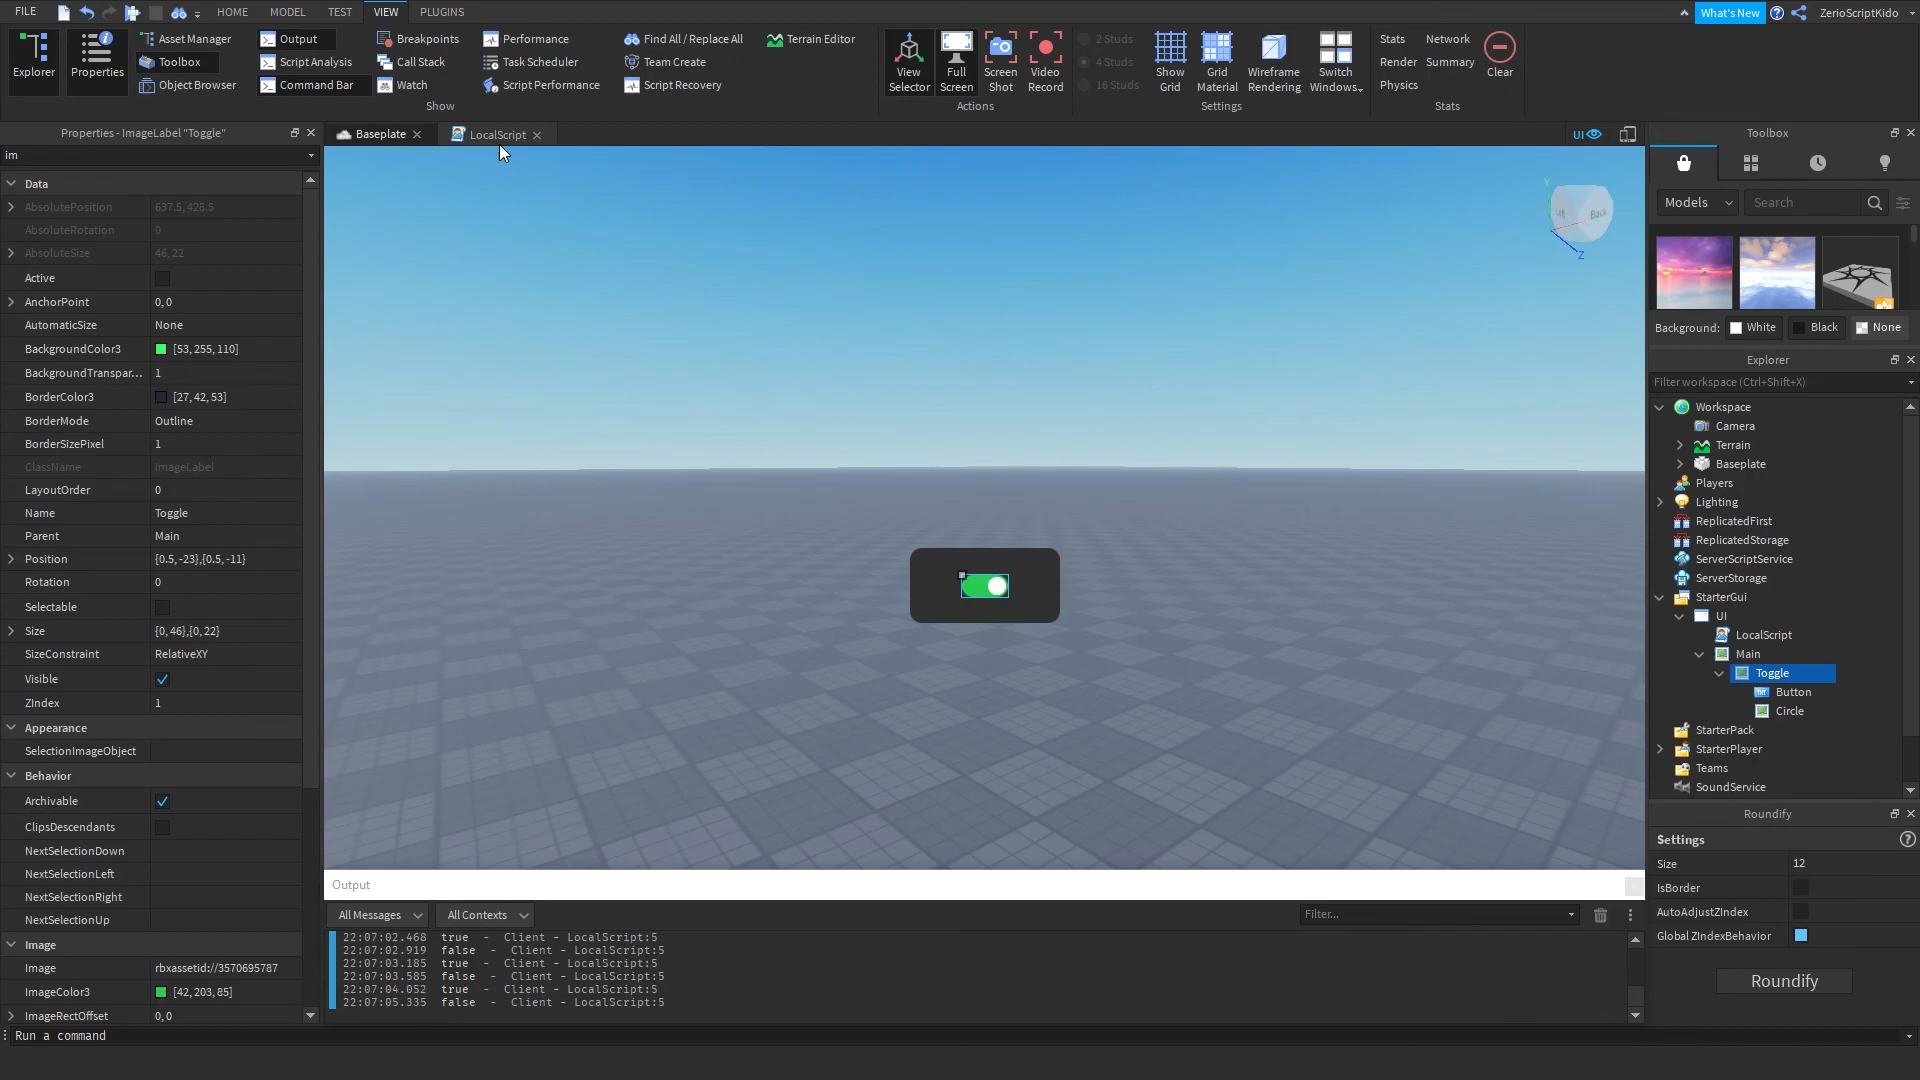 FILE HOME MODEL TEST VIEW PLUGINS What's New ZerioScriptKido
Explorer
Properties
Asset Manager
Toolbox
Object Browser
Output
Script Analysis
Command Bar
Breakpoints
Call Stack
Watch
Performance
Task Scheduler
Script Performance
Find All / Replace All
Team Create
Script Recovery
Terrain Editor
Show
View Selector
Full Screen
Screen Shot
Video Record
Actions
2 Studs
4 Studs
16 Studs
Show Grid
Grid Material
Wireframe Rendering
Switch Windows
Settings
Stats Network
Render Summary
Physics
Clear
Stats
Properties - ImageLabel "Toggle"
im
Data
AbsolutePosition 637.5, 428.5
AbsoluteRotation 0
AbsoluteSize 46, 22
Active
AnchorPoint 0, 0
AutomaticSize None
BackgroundColor3 [53, 255, 110]
BackgroundTranspar... 1
BorderColor3 [27, 42, 53]
BorderMode Outline
BorderSizePixel 1
ClassName ImageLabel
LayoutOrder 0
Name Toggle
Parent Main
Position {0.5, -23},{0.5, -11}
Rotation 0
Selectable
Size {0, 46},{0, 22}
SizeConstraint RelativeXY
Visible
ZIndex 1
Appearance
SelectionImageObject
Behavior
Archivable
ClipsDescendants
NextSelectionDown
NextSelectionLeft
NextSelectionRight
NextSelectionUp
Image
Image rbxassetid://3570695787
ImageColor3 [42, 203, 85]
ImageRectOffset 0, 0
Baseplate
LocalScript
UI
Y
Back
Z
Output
All Messages All Contexts Filter...
22:07:02.468 true - Client - LocalScript:5
22:07:02.919 false - Client - LocalScript:5
22:07:03.185 true - Client - LocalScript:5
22:07:03.585 false - Client - LocalScript:5
22:07:04.052 true - Client - LocalScript:5
22:07:05.335 false - Client - LocalScript:5
Run a command
Toolbox
Models Search
Background: White Black None
Explorer
Filter workspace (Ctrl+Shift+X)
Workspace
Camera
Terrain
Baseplate
Players
Lighting
ReplicatedFirst
ReplicatedStorage
ServerScriptService
ServerStorage
StarterGui
UI
LocalScript
Main
Toggle
Button
Circle
StarterPack
StarterPlayer
Teams
SoundService
Roundify
Settings
Size 12
IsBorder
AutoAdjustZIndex
Global ZIndexBehavior
Roundify